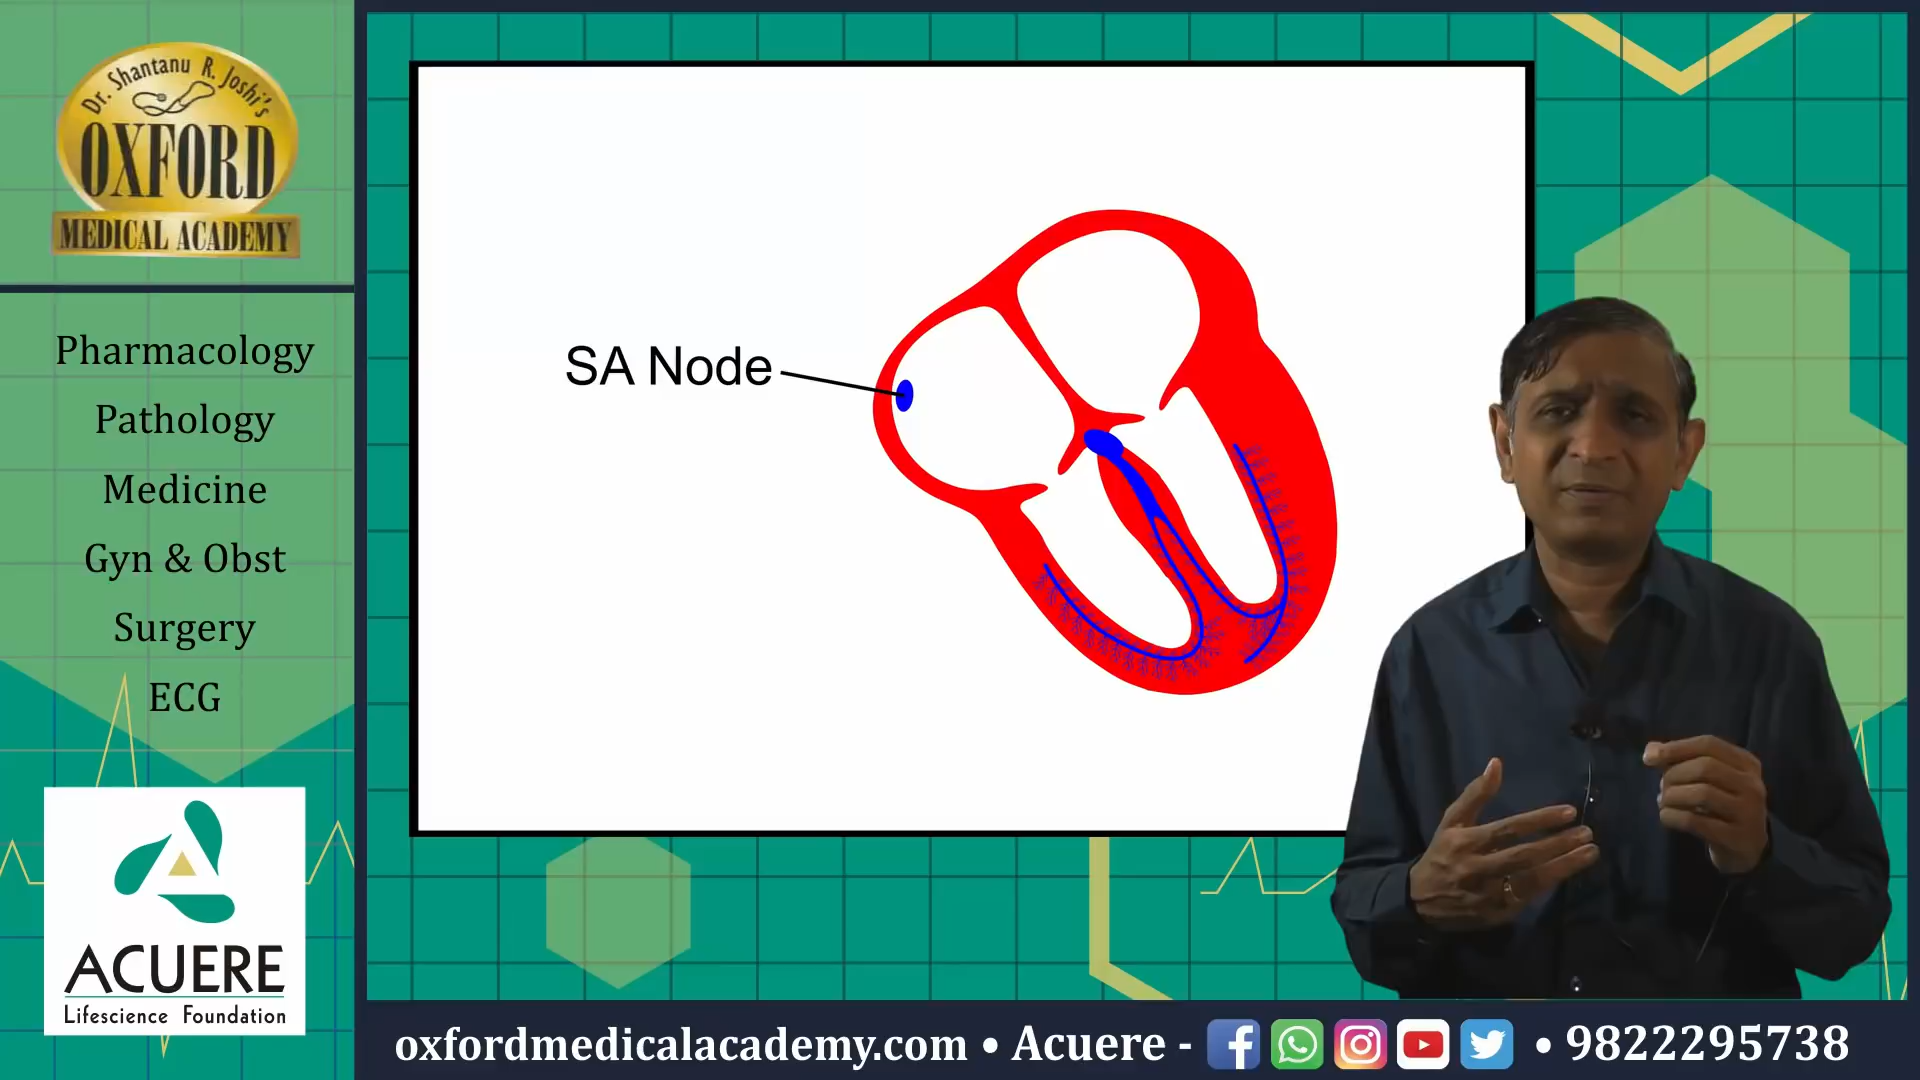 Dr. Shantanu R. Joshi's
OXFORD
MEDICAL ACADEMY
Pharmacology
Pathology
Medicine
Gyn & Obst
Surgery
ECG
ACUERE
Lifescience Foundation
SA Node
oxfordmedicalacademy.com • Acuere - • 9822295738